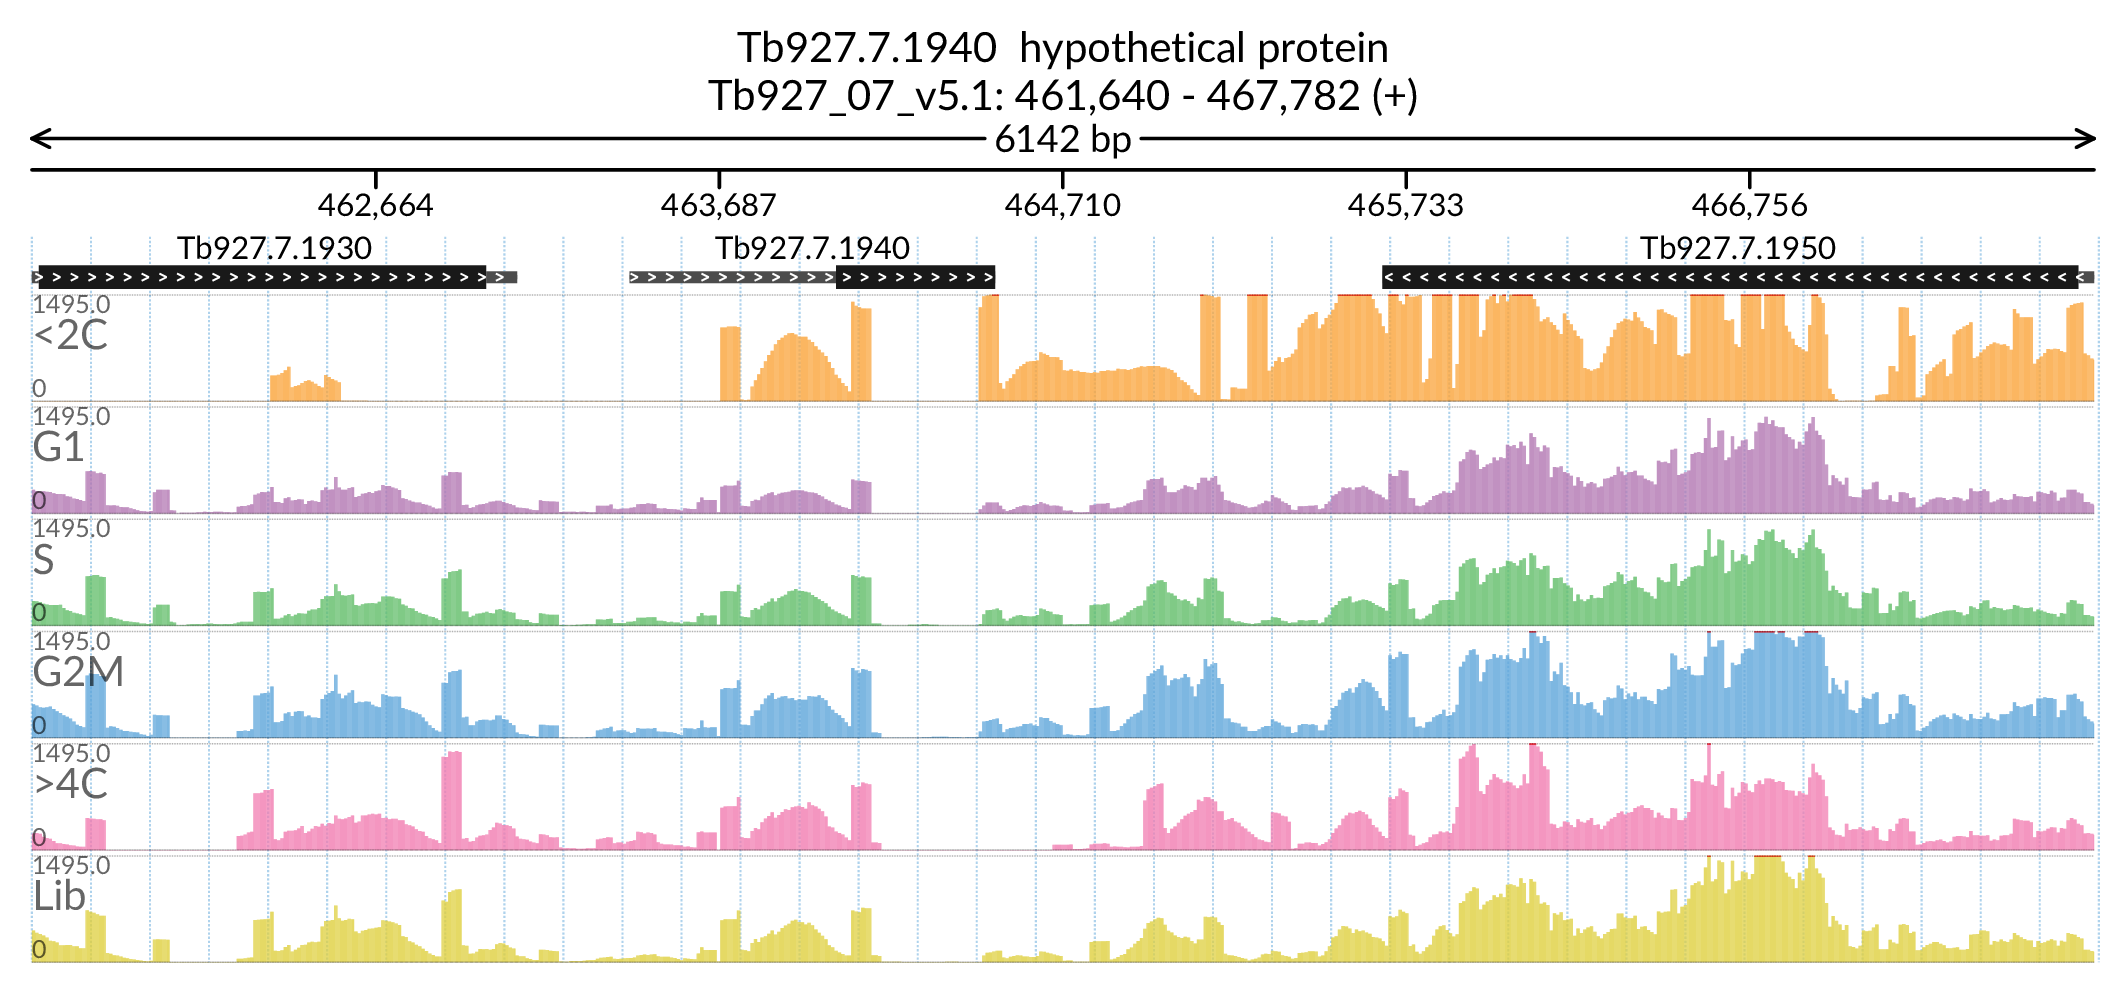 Tb927.7.1940  hypothetical protein
Tb927_07_v5.1: 461,640 - 467,782 (+)
6142 bp
462,664 463,687 464,710 465,733 466,756
Tb927.7.1930 Tb927.7.1940 Tb927.7.1950
1495.0
<2C
0
1495.0
G1
0
1495.0
S
0
1495.0
G2M
0
1495.0
>4C
0
1495.0
Lib
0